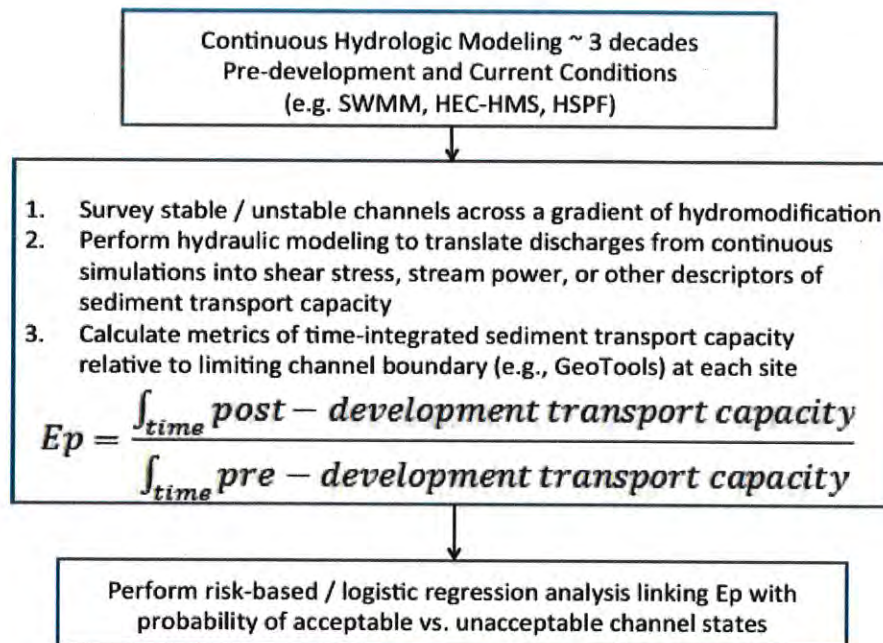 Continuous Hydrologic Modeling ~ 3 decades
Pre-development and Current Conditions
(e.g. SWMM, HEC-HMS, HSPF)
1. Survey stable / unstable channels across a gradient of hydromodification
2. Perform hydraulic modeling to translate discharges from continuous
simulations into shear stress, stream power, or other descriptors of
sediment transport capacity
3. Calculate metrics of time-integrated sediment transport capacity
relative to limiting channel boundary (e.g., GeoTools) at each site
∫time post − development transport capacity
Ep =
∫time pre − development transport capacity
Perform risk-based / logistic regression analysis linking Ep with
probability of acceptable vs. unacceptable channel states